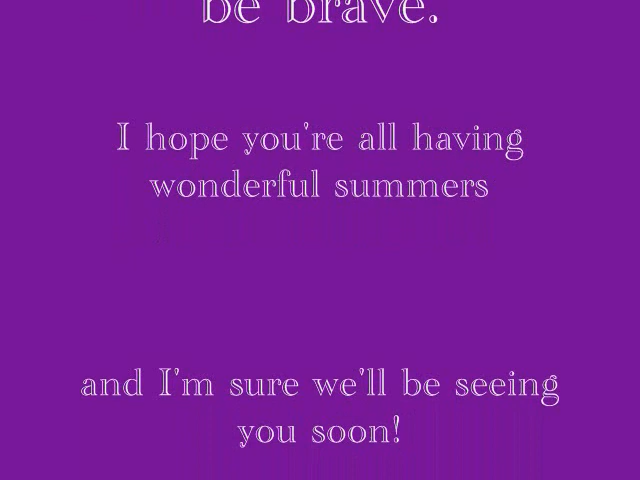 be brave.
I hope you're all having
wonderful summers
and I'm sure we'll be seeing
you soon!